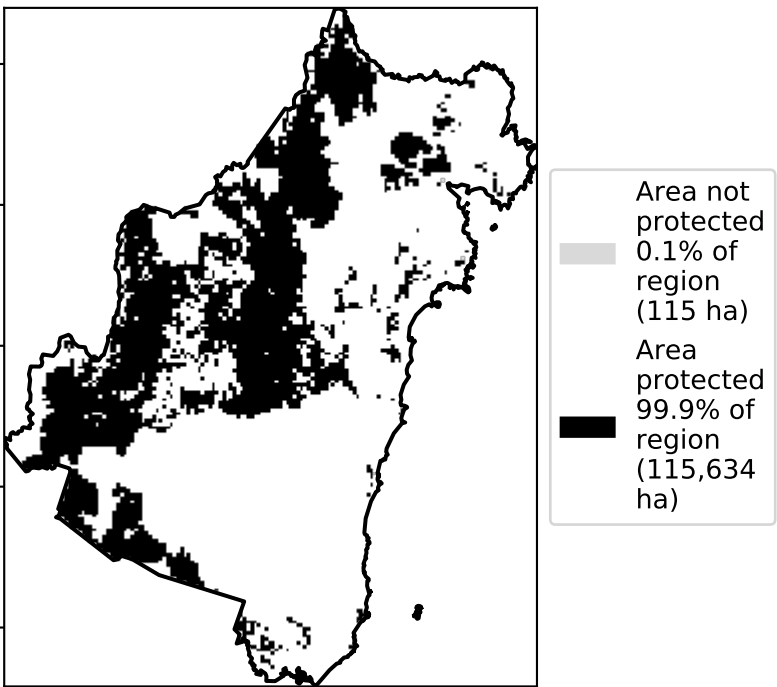 Area not
protected
0.1% of
region
(115 ha)
Area
protected
99.9% of
region
(115,634
ha)